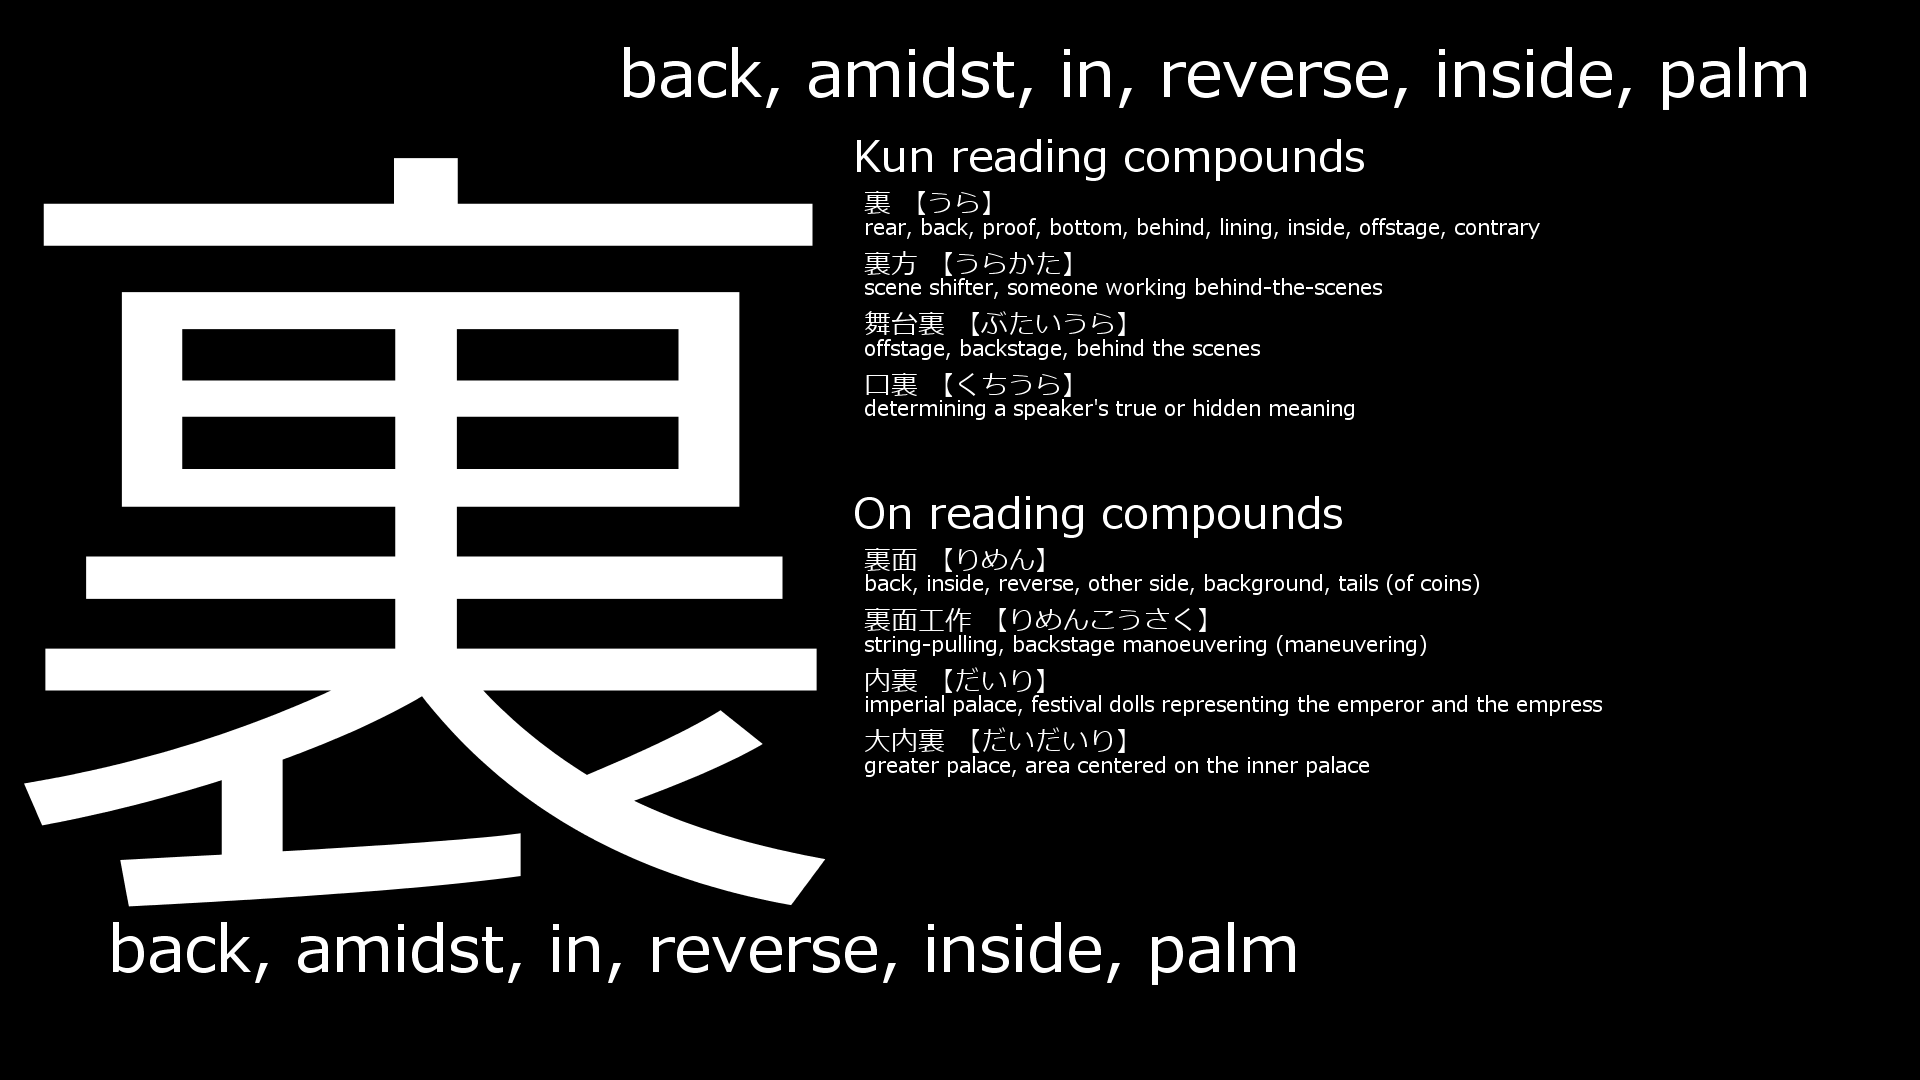 back, amidst, in, reverse, inside, palm
裏
Kun reading compounds
裏 【うら】
rear, back, proof, bottom, behind, lining, inside, offstage, contrary
裏方 【うらかた】
scene shifter, someone working behind-the-scenes
舞台裏 【ぶたいうら】
offstage, backstage, behind the scenes
口裏 【くちうら】
determining a speaker's true or hidden meaning
On reading compounds
裏面 【りめん】
back, inside, reverse, other side, background, tails (of coins)
裏面工作 【りめんこうさく】
string-pulling, backstage manoeuvering (maneuvering)
内裏 【だいり】
imperial palace, festival dolls representing the emperor and the empress
大内裏 【だいだいり】
greater palace, area centered on the inner palace
back, amidst, in, reverse, inside, palm